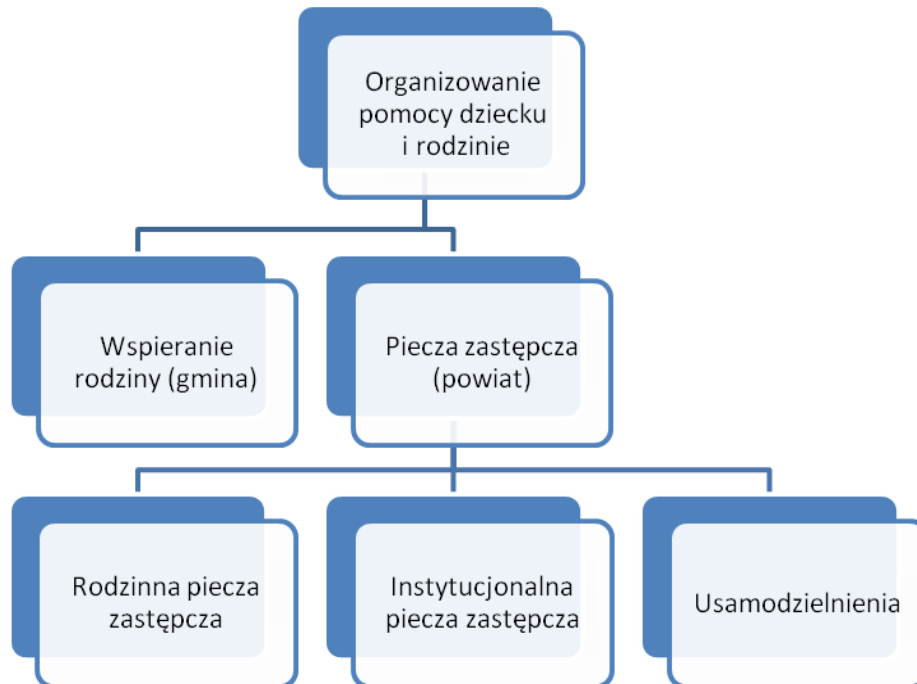 Organizowanie
pomocy dziecku
i rodzinie
Wspieranie
rodziny (gmina)
Piecza zastępcza
(powiat)
Rodzinna piecza
zastępcza
Instytucjonalna
piecza zastępcza
Usamodzielnienia